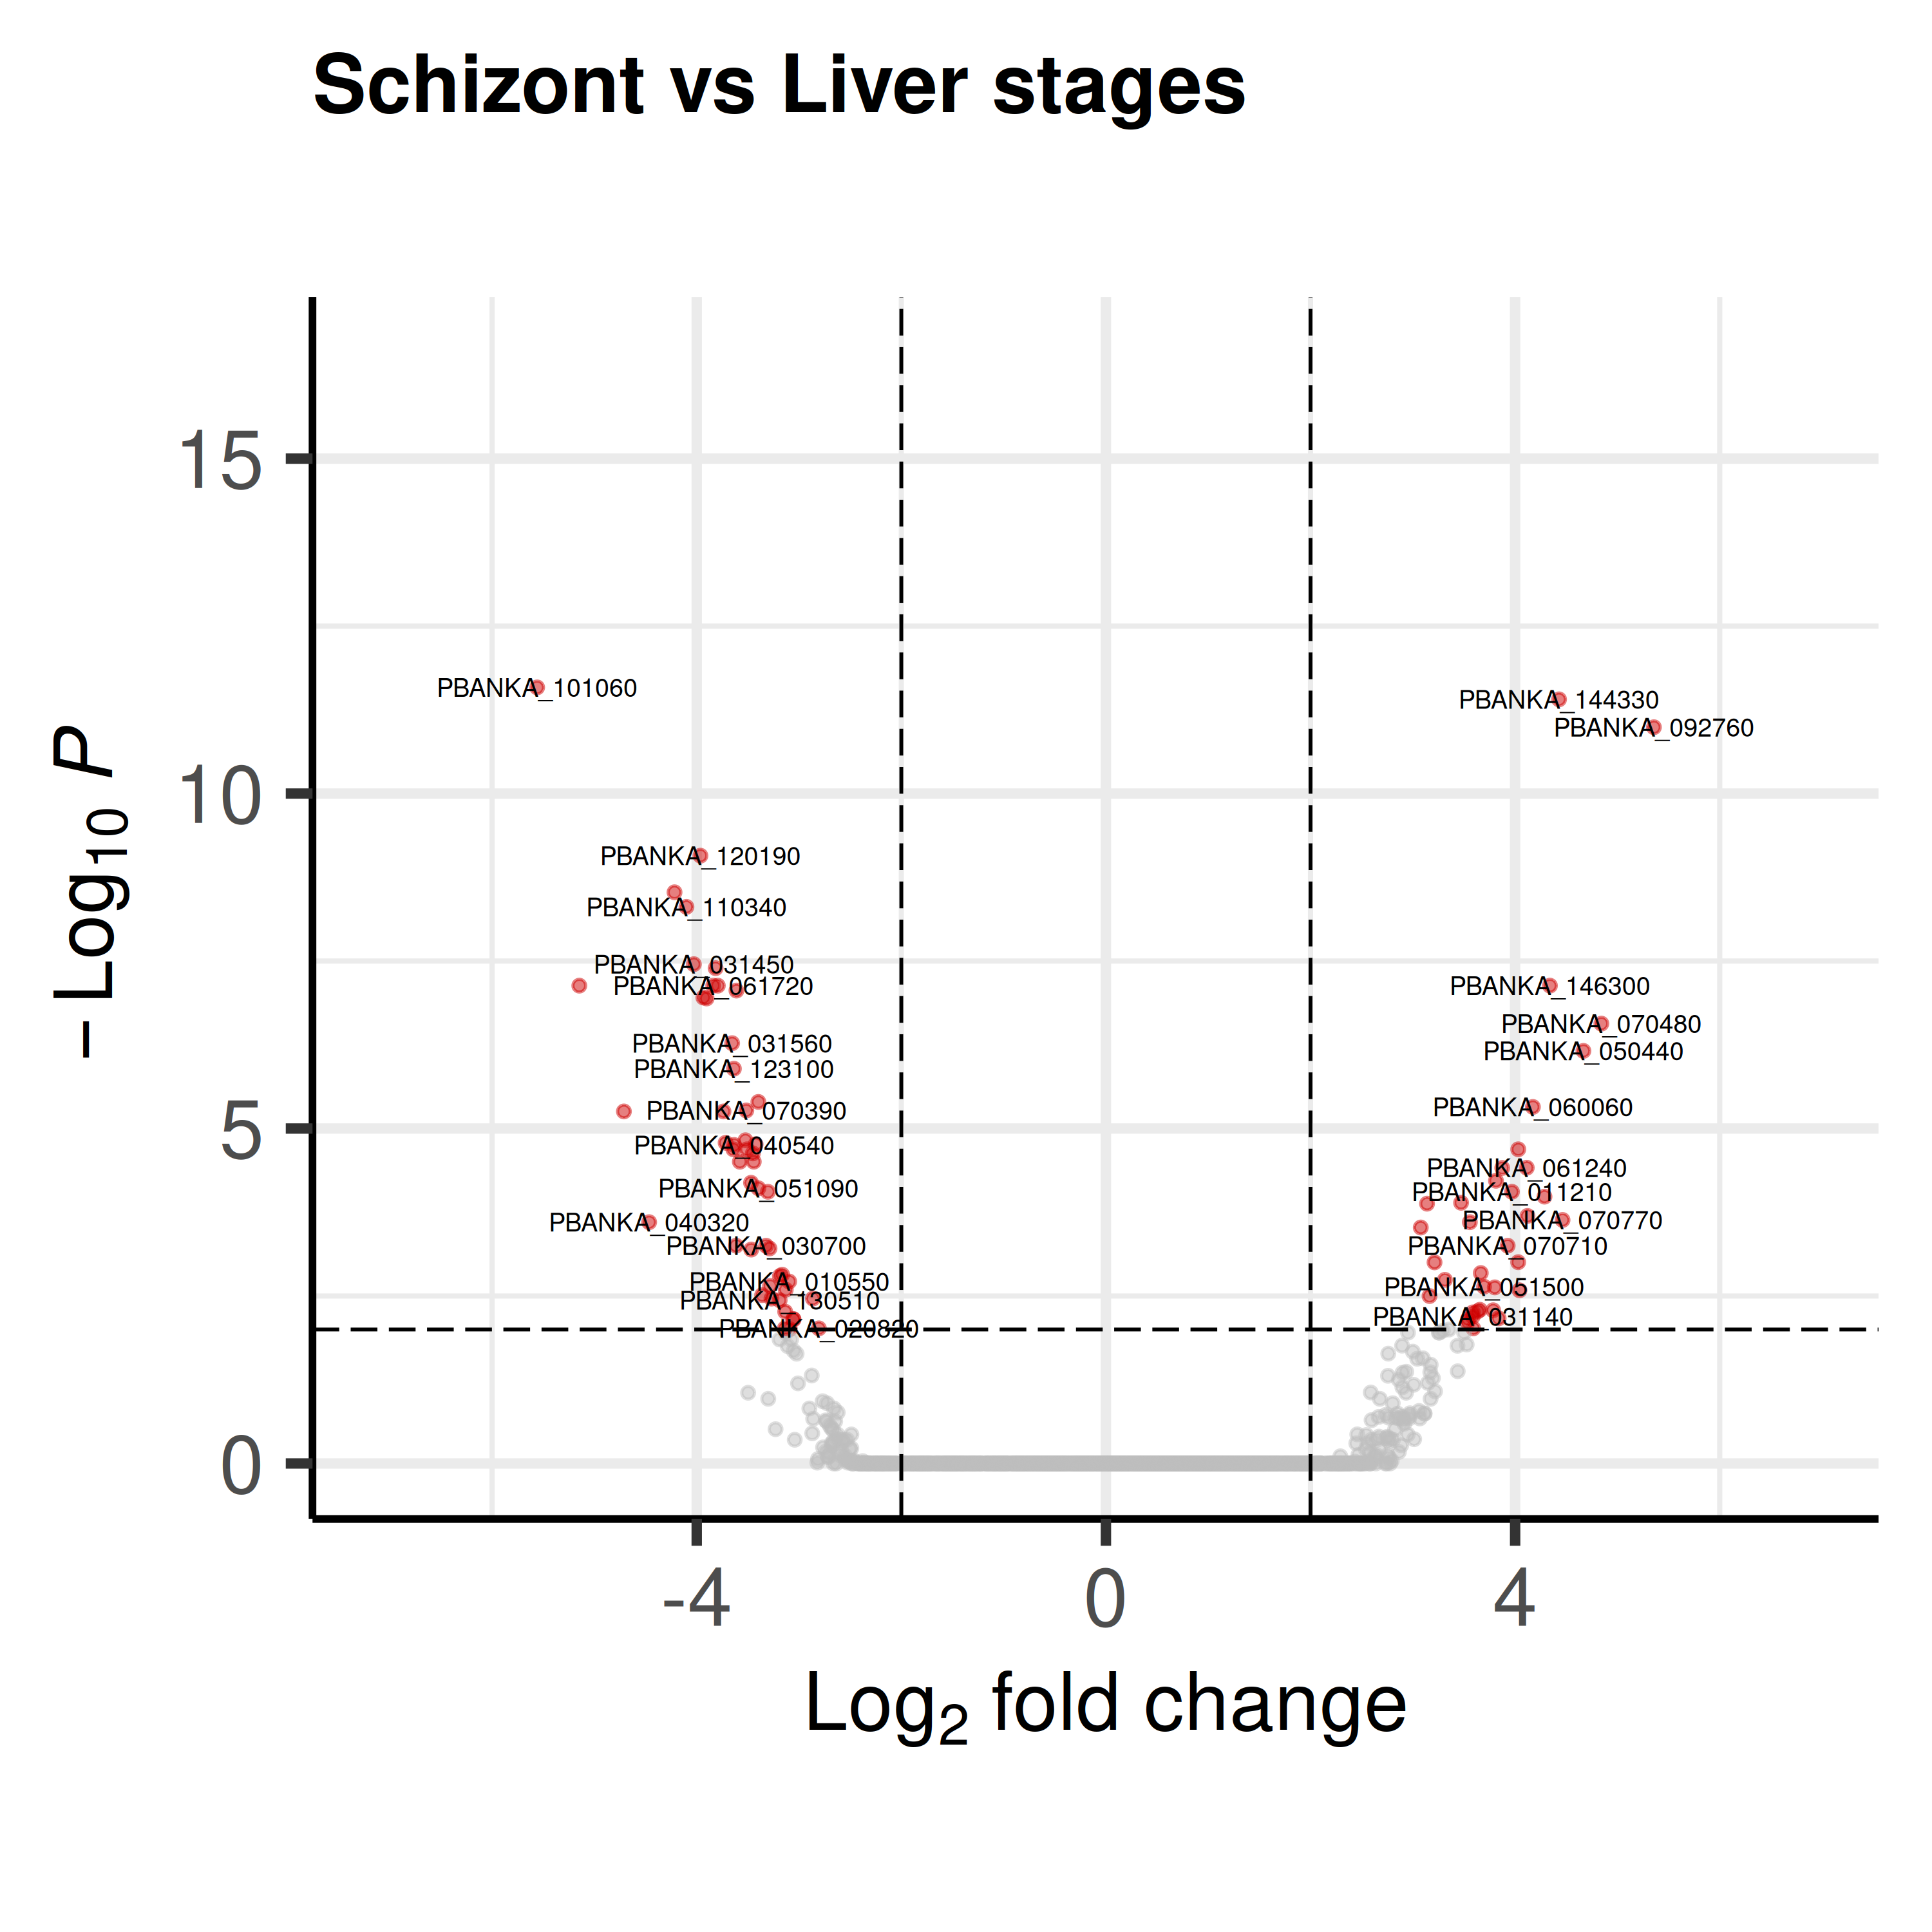 Schizont vs Liver stages
− Log10 P
15
10
5
0
PBANKA_101060
PBANKA_144330
PBANKA_092760
PBANKA_120190
PBANKA_110340
PBANKA_031450
PBANKA_061720
PBANKA_146300
PBANKA_070480
PBANKA_031560
PBANKA_050440
PBANKA_123100
PBANKA_060060
PBANKA_070390
PBANKA_040540
PBANKA_061240
PBANKA_051090
PBANKA_011210
PBANKA_070770
PBANKA_040320
PBANKA_030700
PBANKA_070710
PBANKA_010550
PBANKA_051500
PBANKA_130510
PBANKA_031140
PBANKA_020820
-4
0
4
Log2 fold change